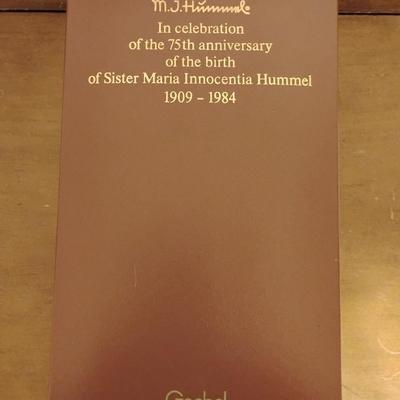 M.J. Hummel
In celebration
of the 75th anniversary
of the birth
of Sister Maria Innocentia Hummel
1909 – 1984
Goebel